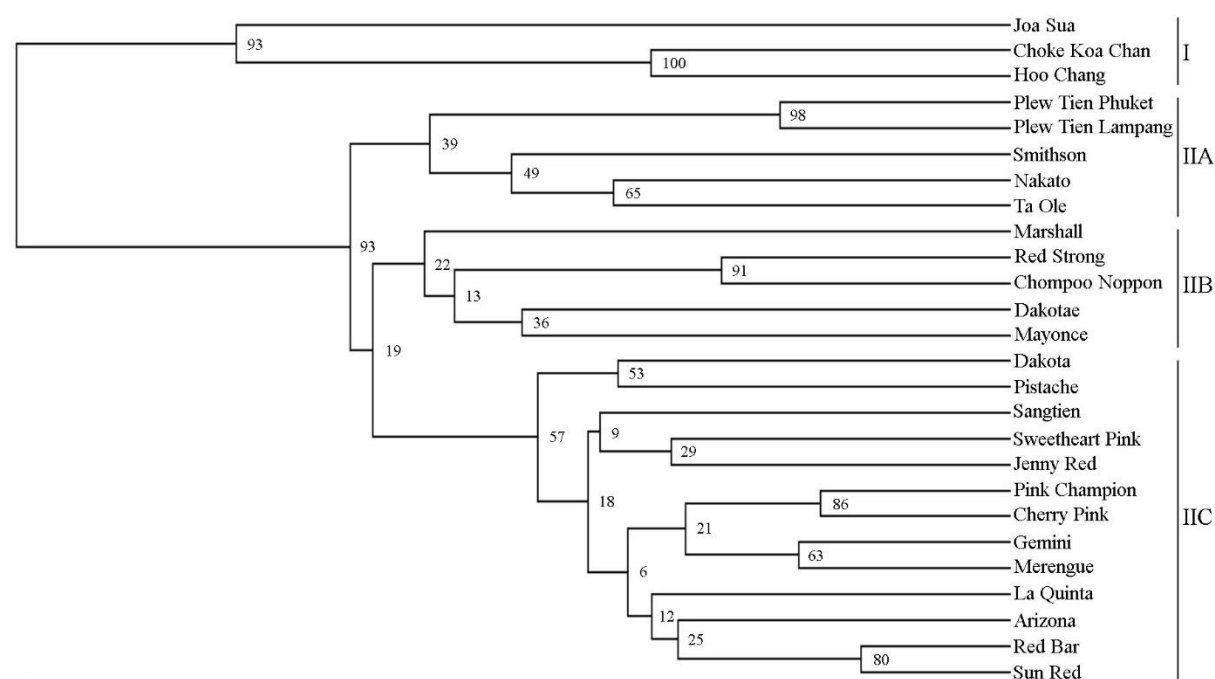 Joa Sua
93
Choke Koa Chan
I
100
Hoo Chang
Plew Tien Phuket
98
Plew Tien Lampang
39
Smithson
IIA
49
Nakato
65
Ta Ole
Marshall
93
Red Strong
22
91
Chompoo Noppon
IIB
13
Dakotae
36
Mayonce
19
Dakota
53
Pistache
Sangtien
9
Sweetheart Pink
57
29
Jenny Red
Pink Champion
18
86
Cherry Pink
IIC
21
Gemini
63
Merengue
6
La Quinta
12
Arizona
25
Red Bar
80
Sun Red